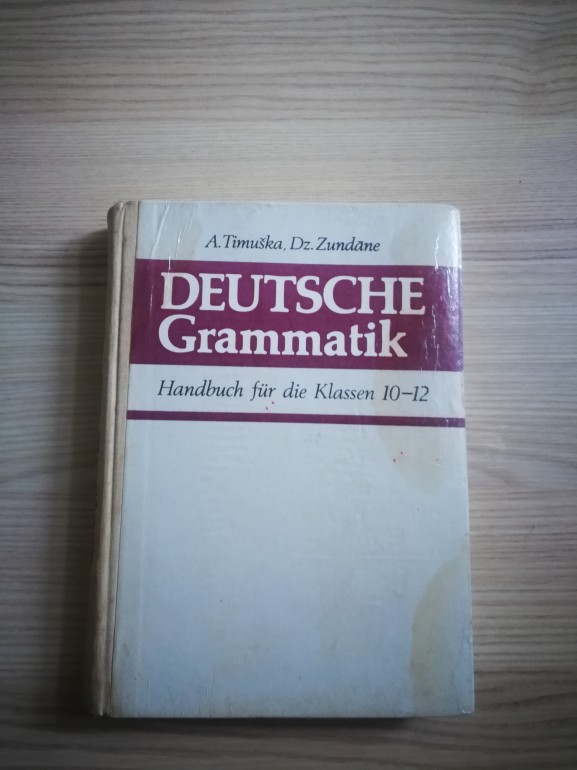 A. Timuška, Dz. Zundāne
DEUTSCHE
Grammatik
Handbuch für die Klassen 10–12